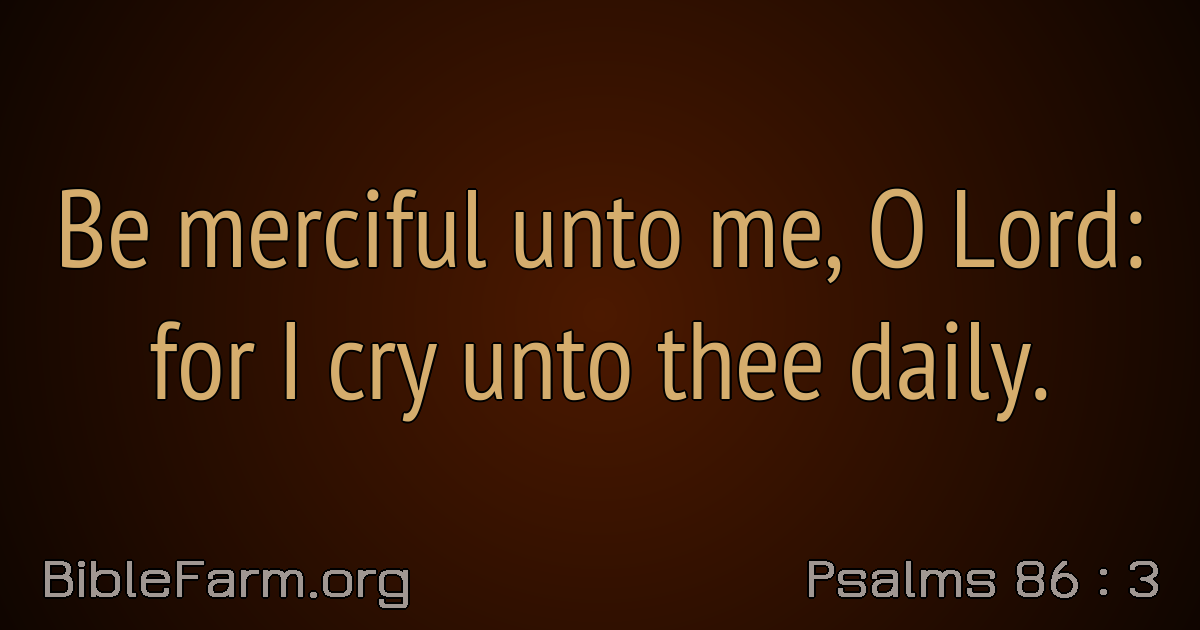 Be merciful unto me, O Lord:
for I cry unto thee daily.
BibleFarm.org
Psalms 86 : 3